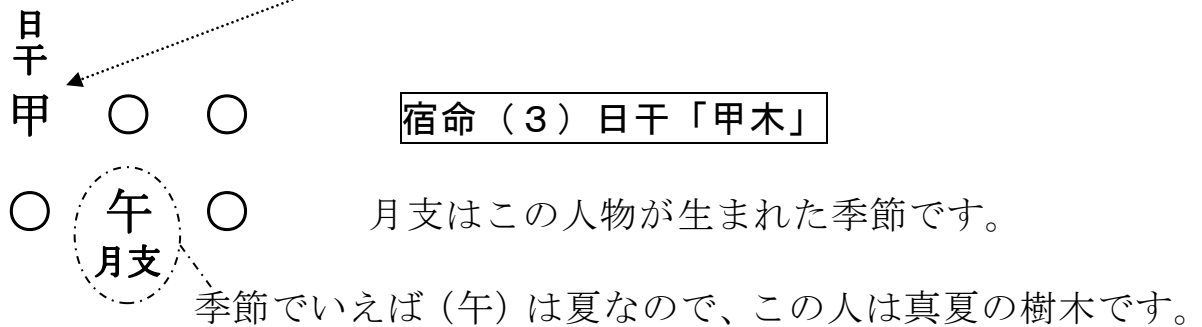 日干
甲 ○ ○
宿命(3)日干「甲木」
○ 午 ○
月支
月支はこの人物が生まれた季節です。
季節でいえば(午)は夏なので、この人は真夏の樹木です。